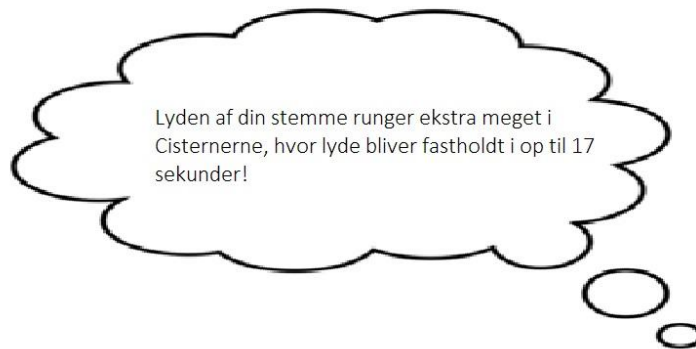 Lyden af din stemme runger ekstra meget i
Cisternerne, hvor lyde bliver fastholdt i op til 17
sekunder!